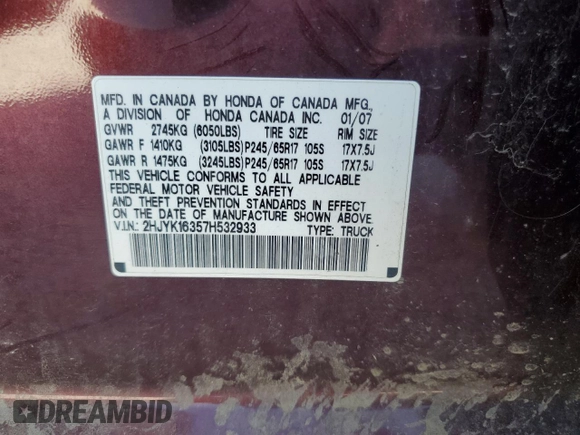 MFD. IN CANADA BY HONDA OF CANADA MFG.,
A DIVISION OF HONDA CANADA INC. 01/07
GVWR 2745KG (6050LBS) TIRE SIZE RIM SIZE
GAWR F 1410KG (3105LBS)P245/65R17 105S 17X7.5J
GAWR R 1475KG (3245LBS)P245/65R17 105S 17X7.5J
THIS VEHICLE CONFORMS TO ALL APPLICABLE
FEDERAL MOTOR VEHICLE SAFETY
AND THEFT PREVENTION STANDARDS IN EFFECT
ON THE DATE OF MANUFACTURE SHOWN ABOVE.
V.I.N.: 2HJYK16357H532933 TYPE: TRUCK
DREAMBID